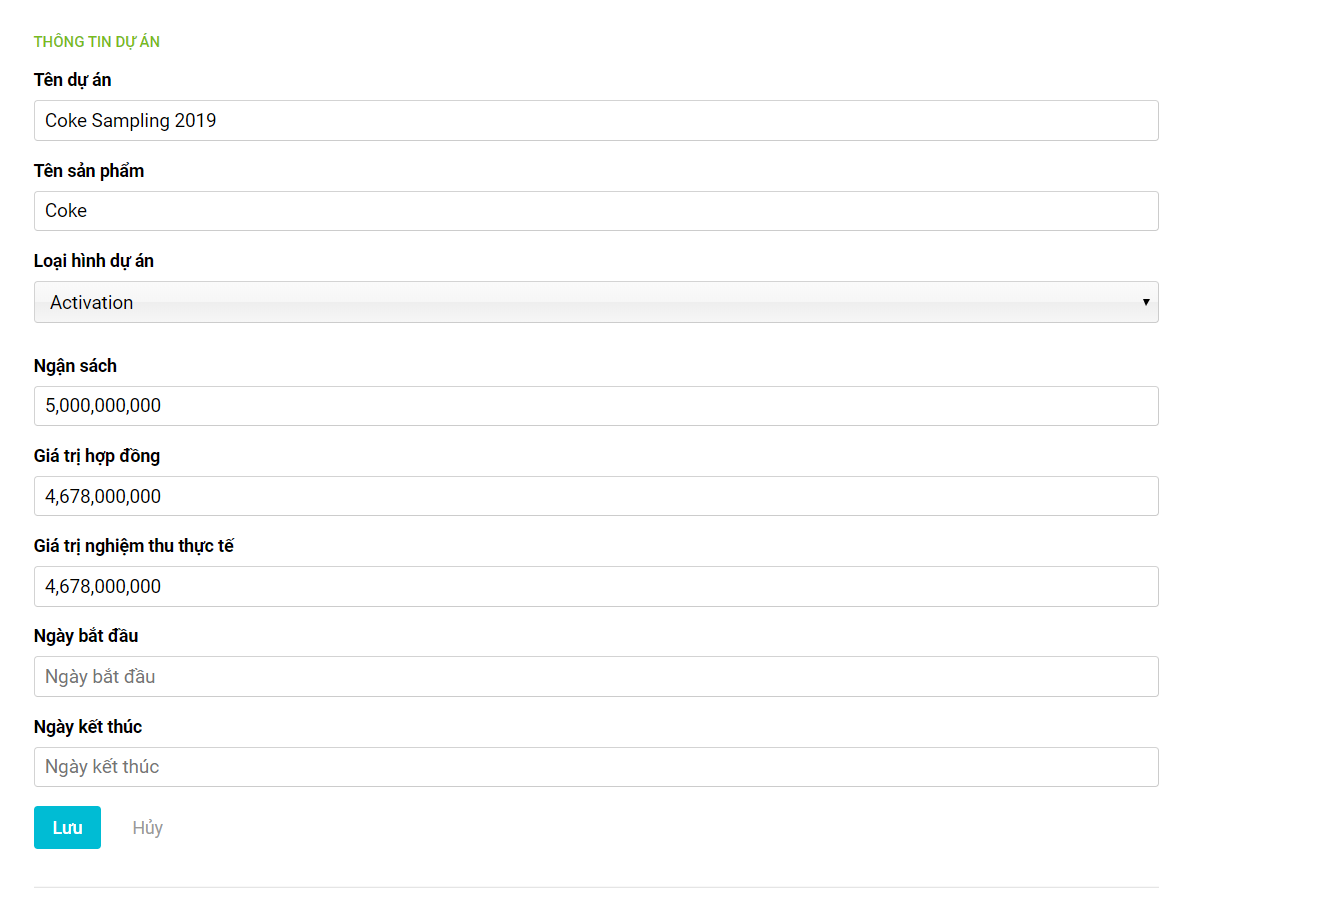 THÔNG TIN DỰ ÁN
Tên dự án
Coke Sampling 2019
Tên sản phẩm
Coke
Loại hình dự án
Activation
Ngận sách
5,000,000,000
Giá trị hợp đồng
4,678,000,000
Giá trị nghiệm thu thực tế
4,678,000,000
Ngày bắt đầu
Ngày bắt đầu
Ngày kết thúc
Ngày kết thúc
Lưu Hủy